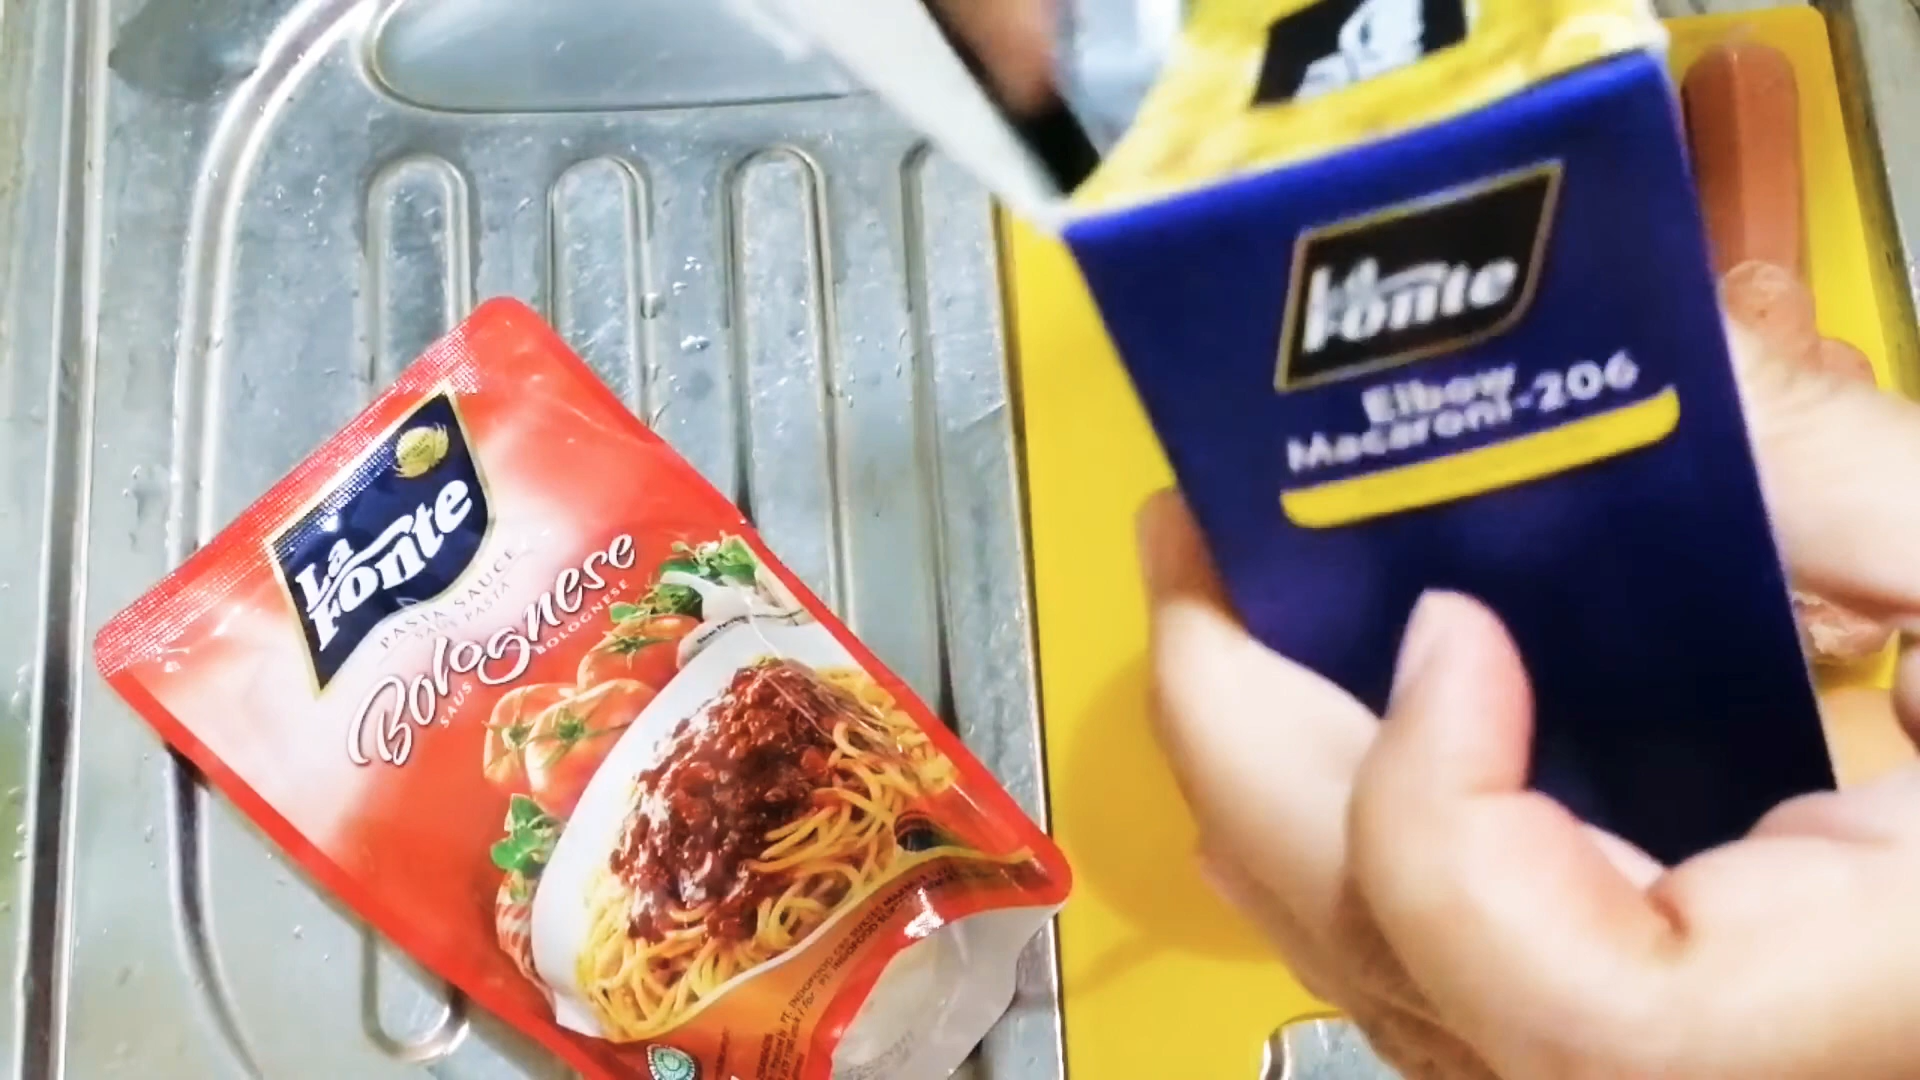 La
Fonte
PASTA SAUCE
SAUS PASTA
Bolognese
SAUS BOLOGNESE
La
Fonte
Elbow
Macaroni-206